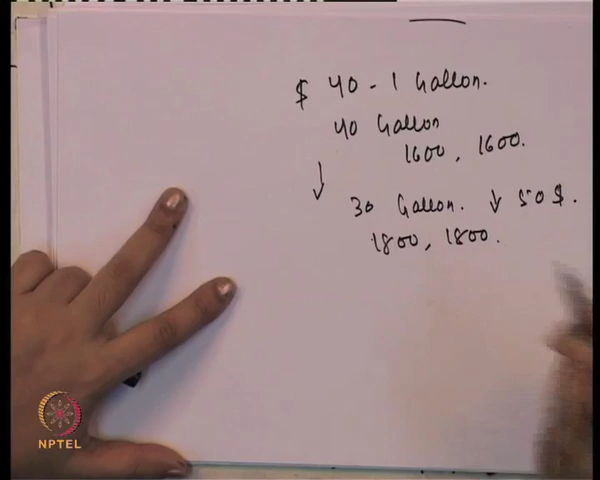 $ 40 - 1 Gallon.
40 Gallon
1600, 1600.
↓
30 Gallon. ↓ 50 $.
1800, 1800.
NPTEL